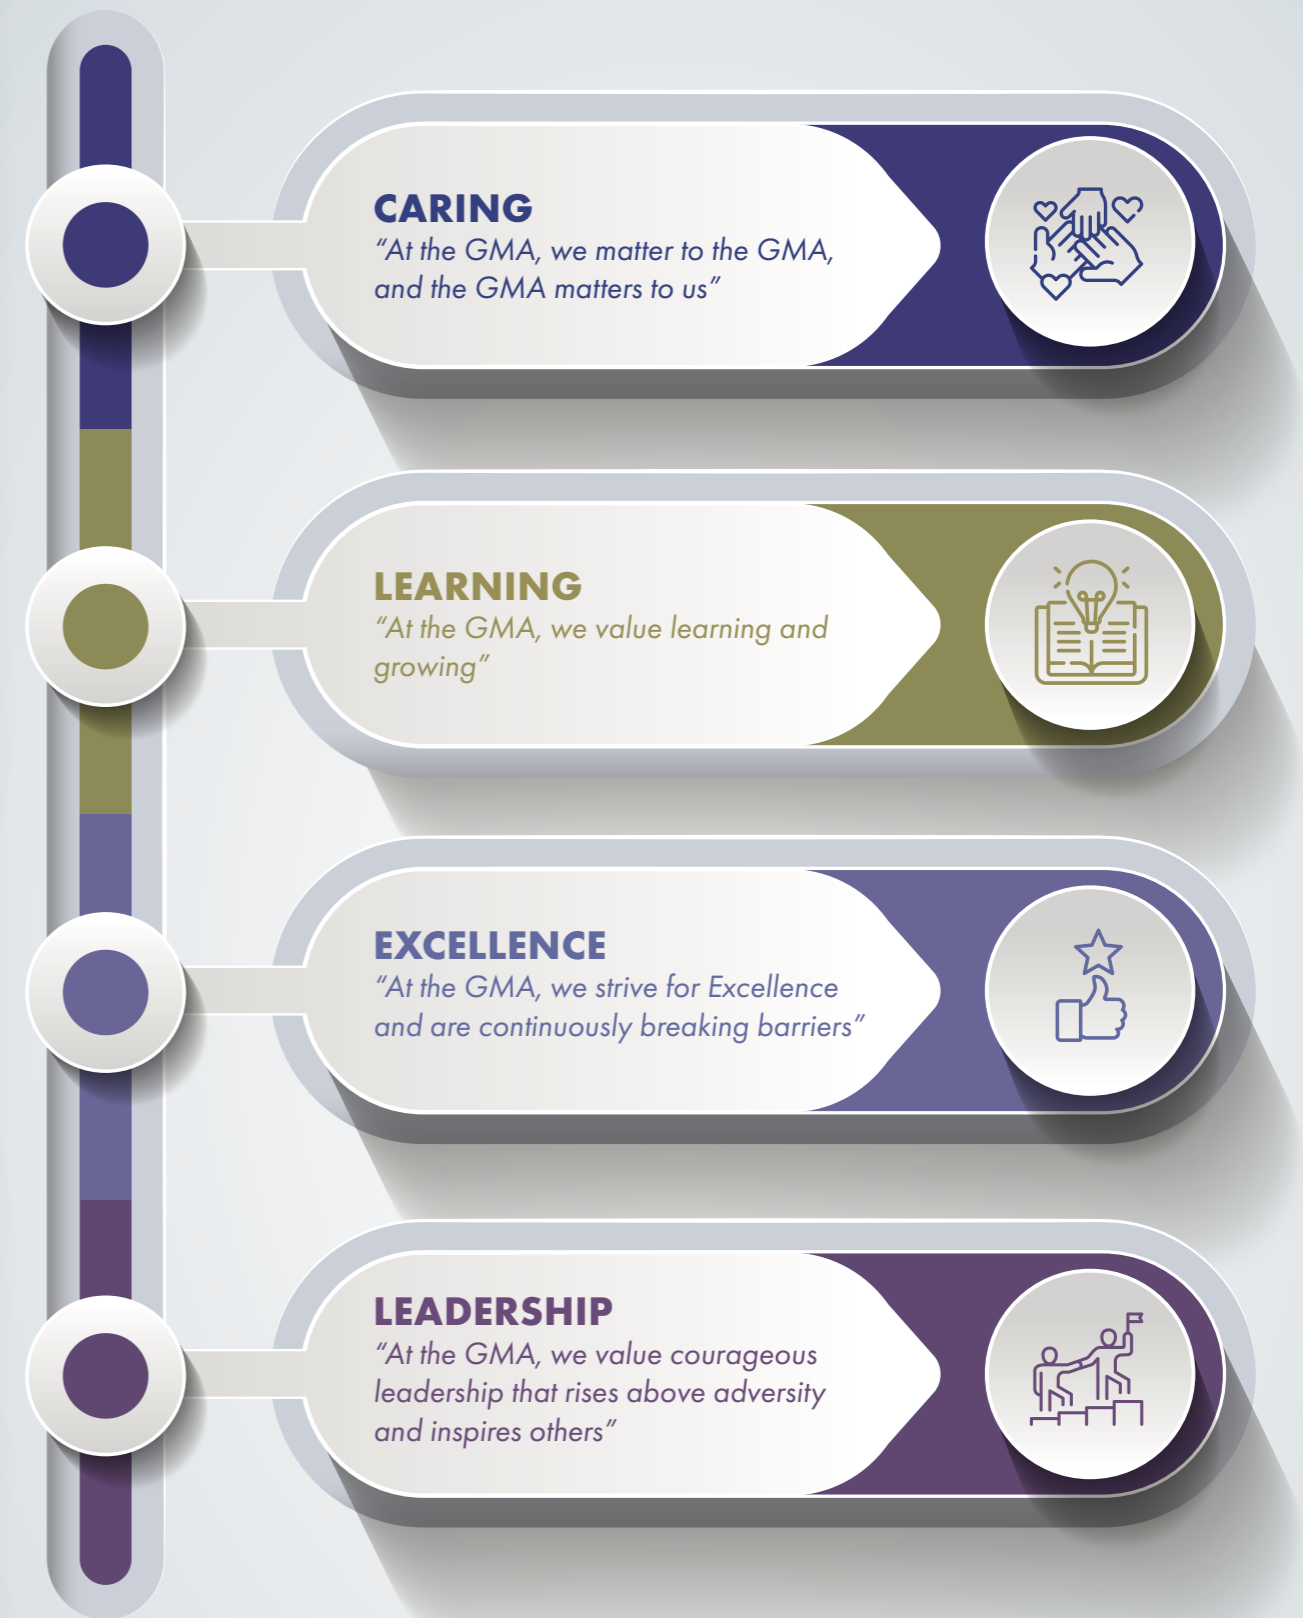 CARING
“At the GMA, we matter to the GMA,
and the GMA matters to us”
LEARNING
“At the GMA, we value learning and
growing”
EXCELLENCE
“At the GMA, we strive for Excellence
and are continuously breaking barriers”
LEADERSHIP
“At the GMA, we value courageous
leadership that rises above adversity
and inspires others”